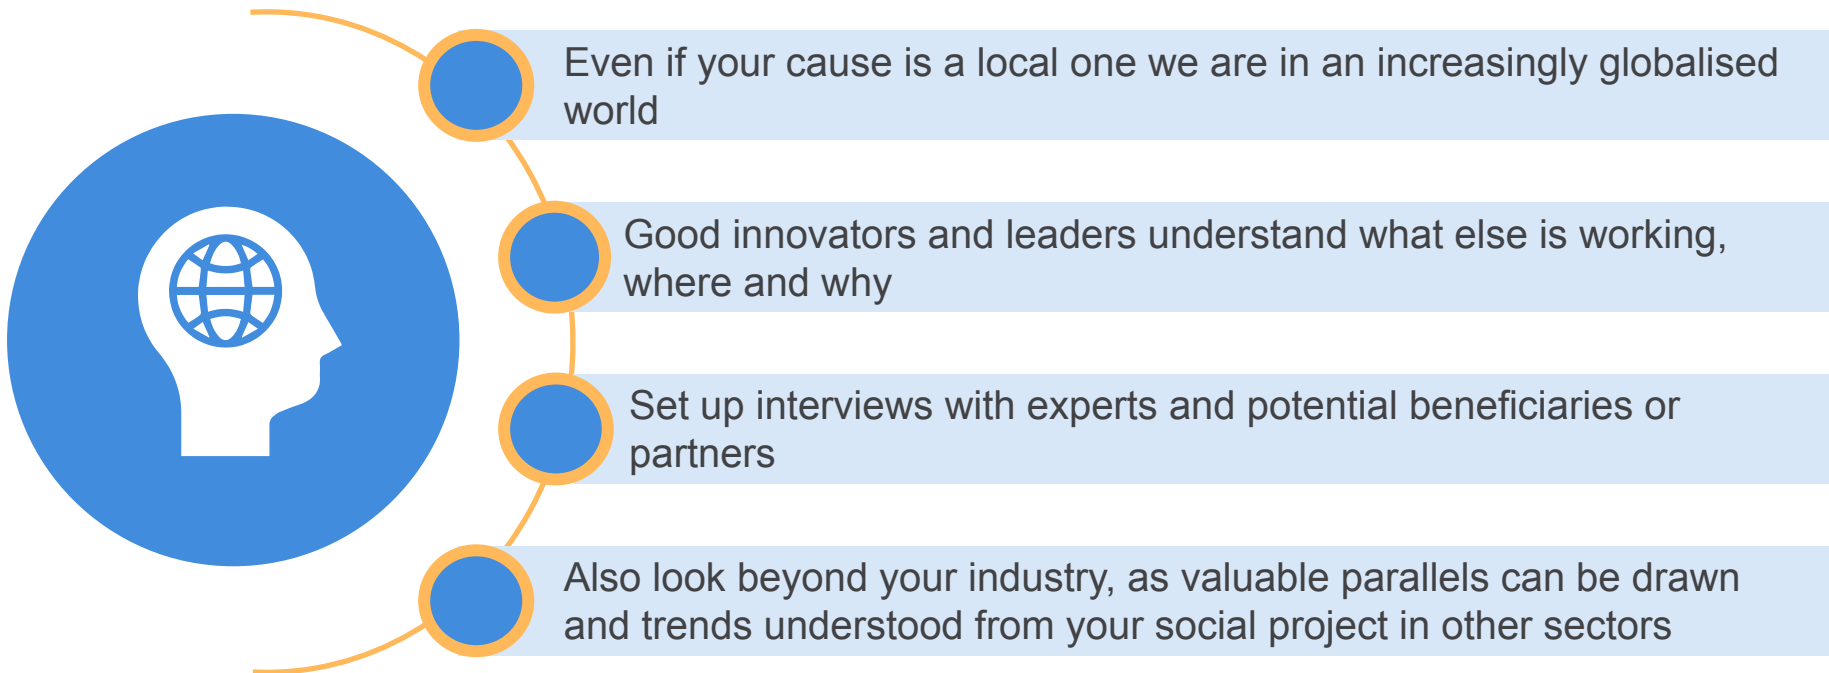 Even if your cause is a local one we are in an increasingly globalised
world
Good innovators and leaders understand what else is working,
where and why
Set up interviews with experts and potential beneficiaries or
partners
Also look beyond your industry, as valuable parallels can be drawn
and trends understood from your social project in other sectors